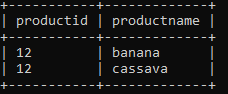 +-----------+-------------+
| productid | productname |
+-----------+-------------+
| 12 | banana |
| 12 | cassava |
+-----------+-------------+